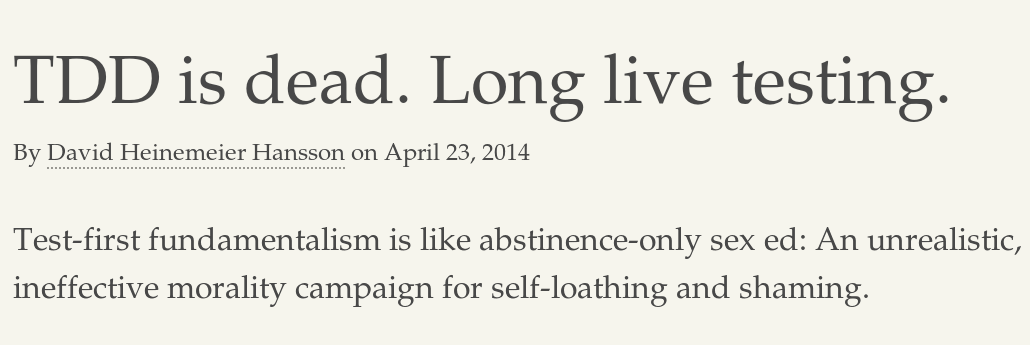 TDD is dead. Long live testing.
By David Heinemeier Hansson on April 23, 2014
Test-first fundamentalism is like abstinence-only sex ed: An unrealistic,
ineffective morality campaign for self-loathing and shaming.